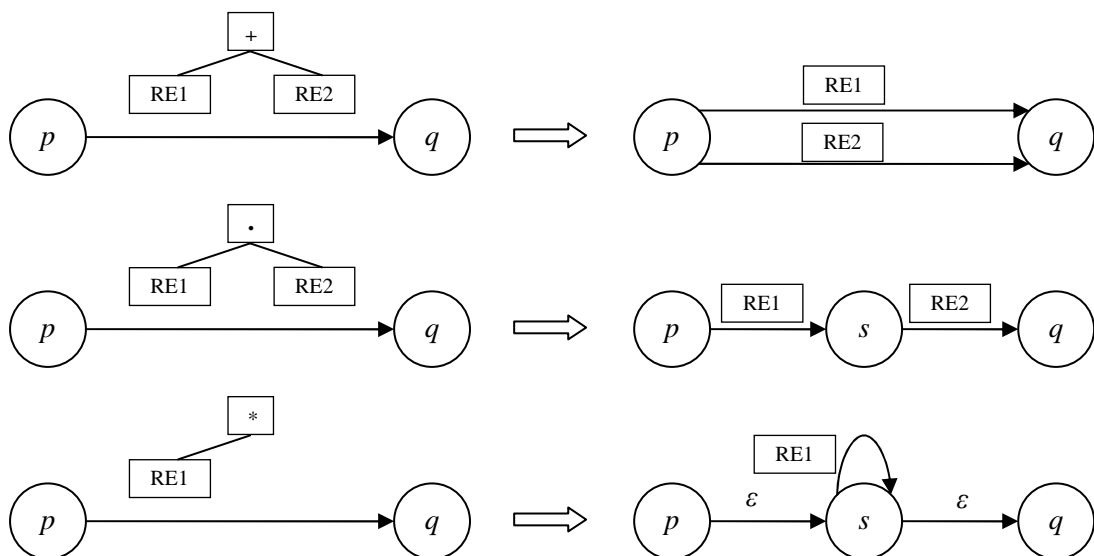 +
RE1 RE2 RE1
p q p RE2 q
•
RE1 RE2 RE1 RE2
p q p s q
*
RE1 RE1
ε ε
p q p s q